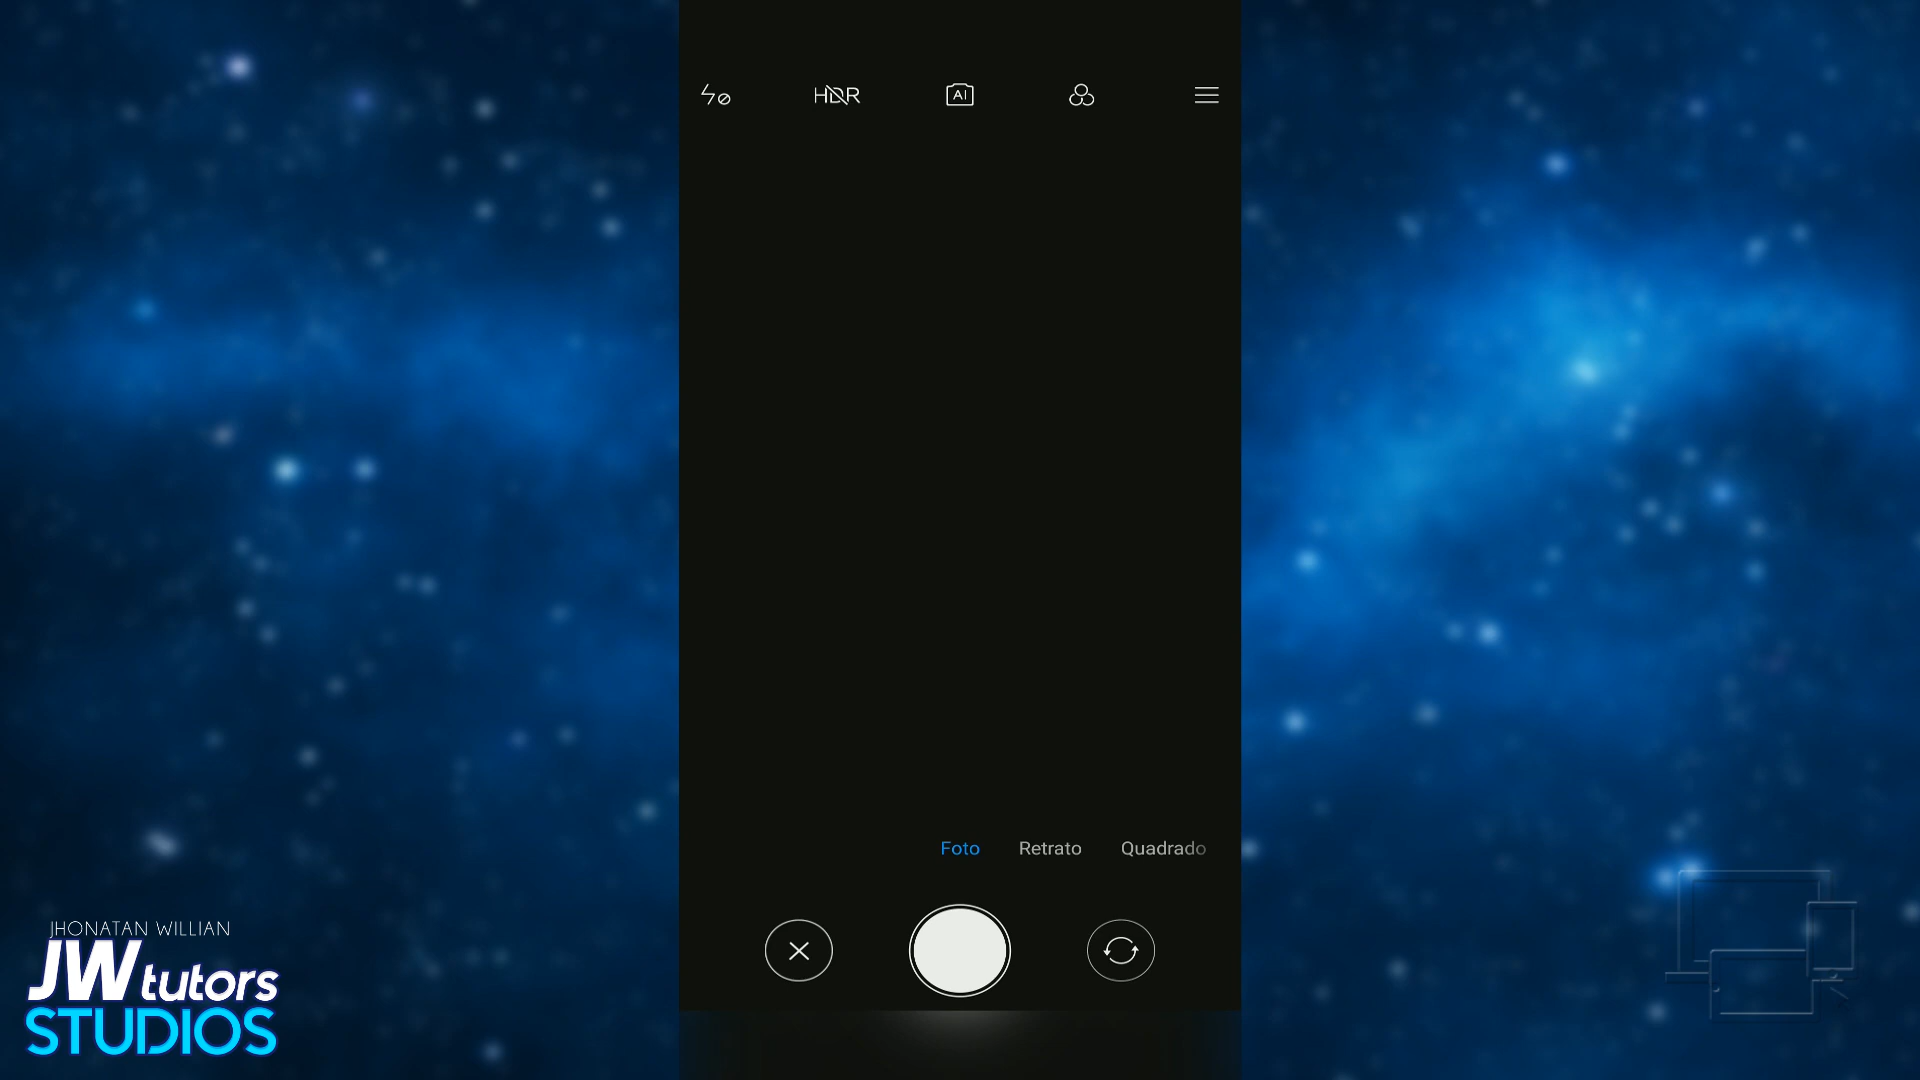 HDR
AI
Foto Retrato Quadrado
JHONATAN WILLIAN
JW tutors
STUDIOS